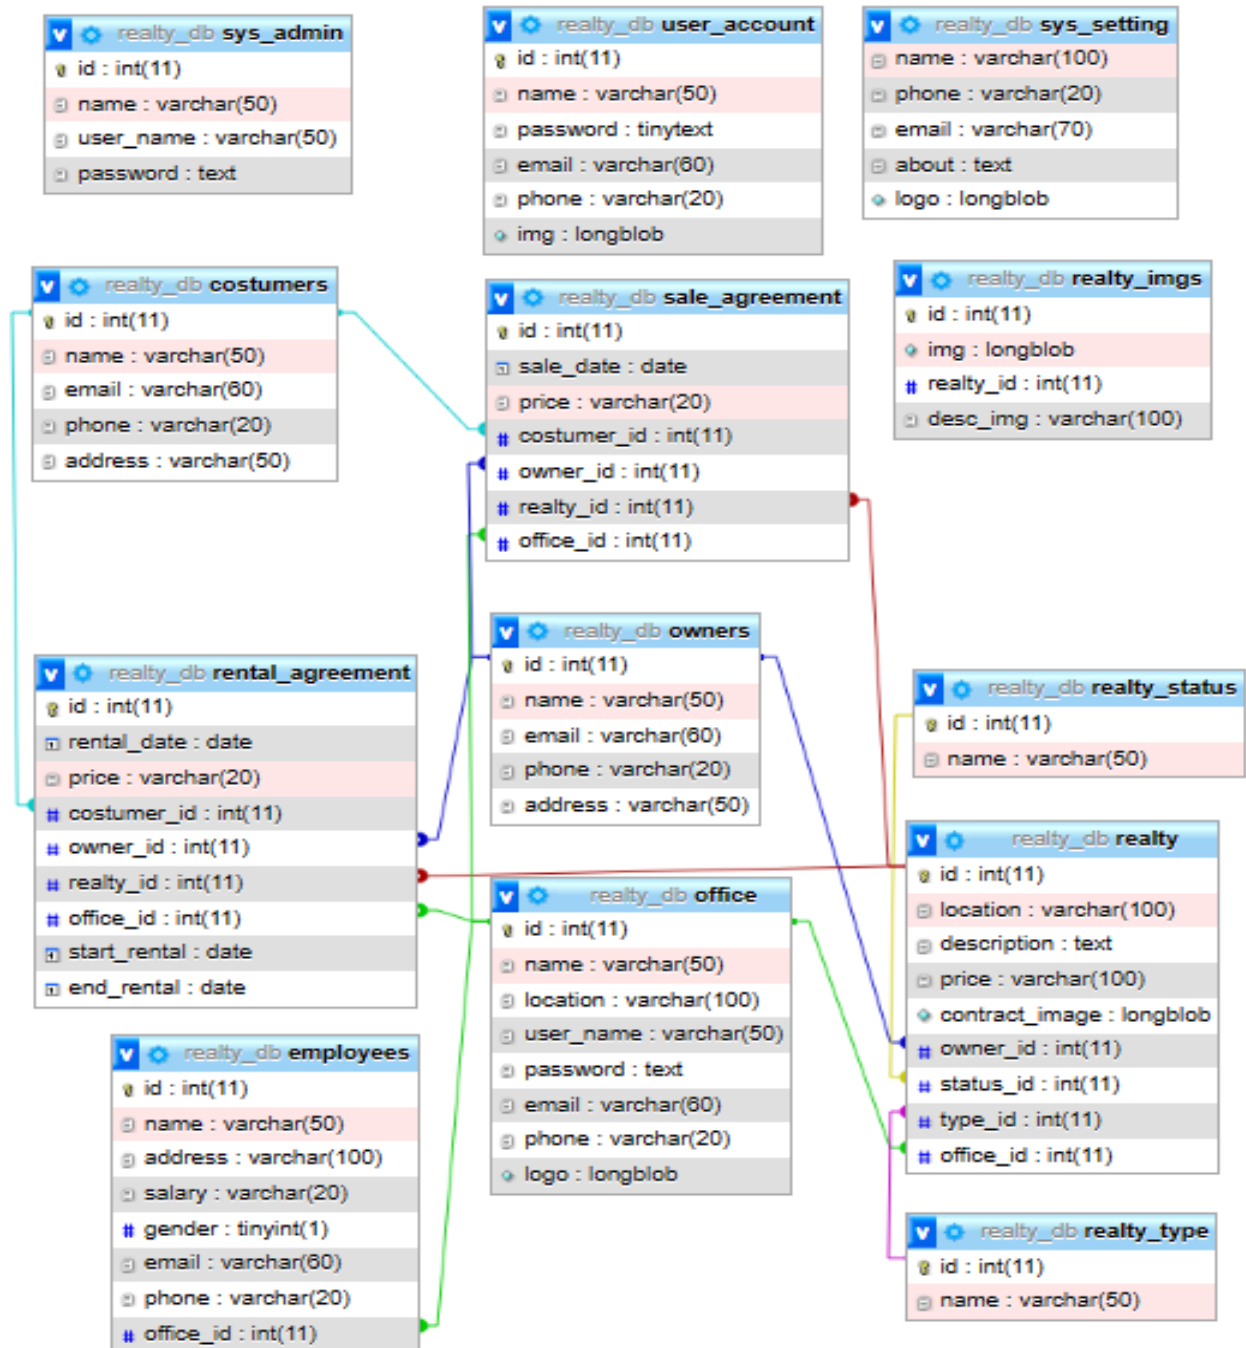 realty_db sys_admin
id : int(11)
name : varchar(50)
user_name : varchar(50)
password : text
realty_db user_account
id : int(11)
name : varchar(50)
password : tinytext
email : varchar(60)
phone : varchar(20)
img : longblob
realty_db sys_setting
name : varchar(100)
phone : varchar(20)
email : varchar(70)
about : text
logo : longblob
realty_db costumers
id : int(11)
name : varchar(50)
email : varchar(60)
phone : varchar(20)
address : varchar(50)
realty_db sale_agreement
id : int(11)
sale_date : date
price : varchar(20)
costumer_id : int(11)
owner_id : int(11)
realty_id : int(11)
office_id : int(11)
realty_db realty_imgs
id : int(11)
img : longblob
realty_id : int(11)
desc_img : varchar(100)
realty_db rental_agreement
id : int(11)
rental_date : date
price : varchar(20)
costumer_id : int(11)
owner_id : int(11)
realty_id : int(11)
office_id : int(11)
start_rental : date
end_rental : date
realty_db owners
id : int(11)
name : varchar(50)
email : varchar(60)
phone : varchar(20)
address : varchar(50)
realty_db realty_status
id : int(11)
name : varchar(50)
realty_db realty
id : int(11)
location : varchar(100)
description : text
price : varchar(100)
contract_image : longblob
owner_id : int(11)
status_id : int(11)
type_id : int(11)
office_id : int(11)
realty_db office
id : int(11)
name : varchar(50)
location : varchar(100)
user_name : varchar(50)
password : text
email : varchar(60)
phone : varchar(20)
logo : longblob
realty_db employees
id : int(11)
name : varchar(50)
address : varchar(100)
salary : varchar(20)
gender : tinyint(1)
email : varchar(60)
phone : varchar(20)
office_id : int(11)
realty_db realty_type
id : int(11)
name : varchar(50)